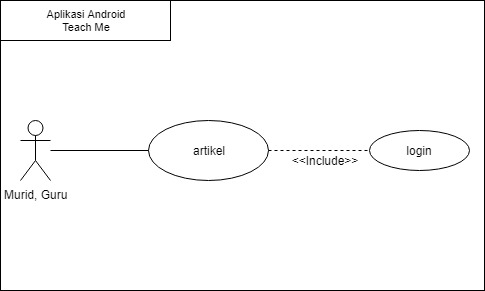 Aplikasi Android
Teach Me
artikel
login
<<Include>>
Murid, Guru